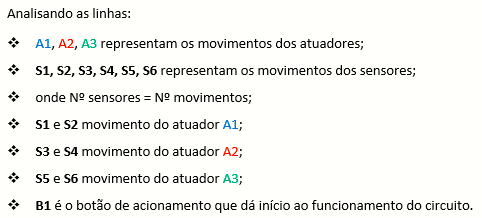 Analisando as linhas:
❖ A1, A2, A3 representam os movimentos dos atuadores;
❖ S1, S2, S3, S4, S5, S6 representam os movimentos dos sensores;
❖ onde Nº sensores = Nº movimentos;
❖ S1 e S2 movimento do atuador A1;
❖ S3 e S4 movimento do atuador A2;
❖ S5 e S6 movimento do atuador A3;
❖ B1 é o botão de acionamento que dá início ao funcionamento do circuito.